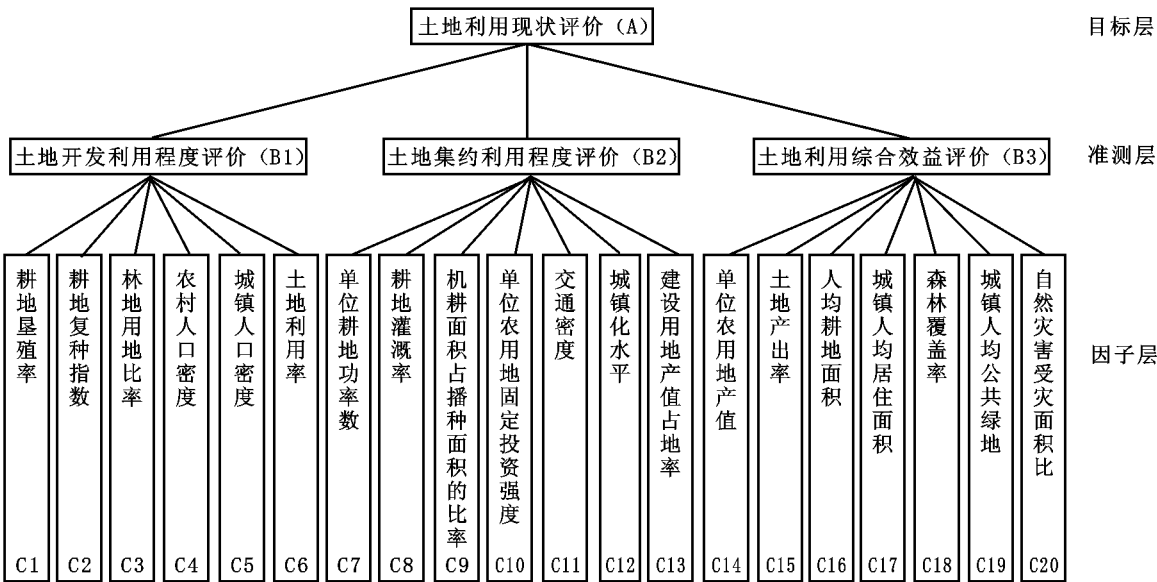 土地利用现状评价（A）
目标层
土地开发利用程度评价（B1）
土地集约利用程度评价（B2）
土地利用综合效益评价（B3）
准测层
耕地垦殖率
C1
耕地复种指数
C2
林地用地比率
C3
农村人口密度
C4
城镇人口密度
C5
土地利用率
C6
单位耕地功率数
C7
耕地灌溉率
C8
机耕面积占播种面积的比率
C9
单位农用地固定投资强度
C10
交通密度
C11
城镇化水平
C12
建设用地产值占地率
C13
单位农用地产值
C14
土地产出率
C15
人均耕地面积
C16
城镇人均居住面积
C17
森林覆盖率
C18
城镇人均公共绿地
C19
自然灾害受灾面积比
C20
因子层